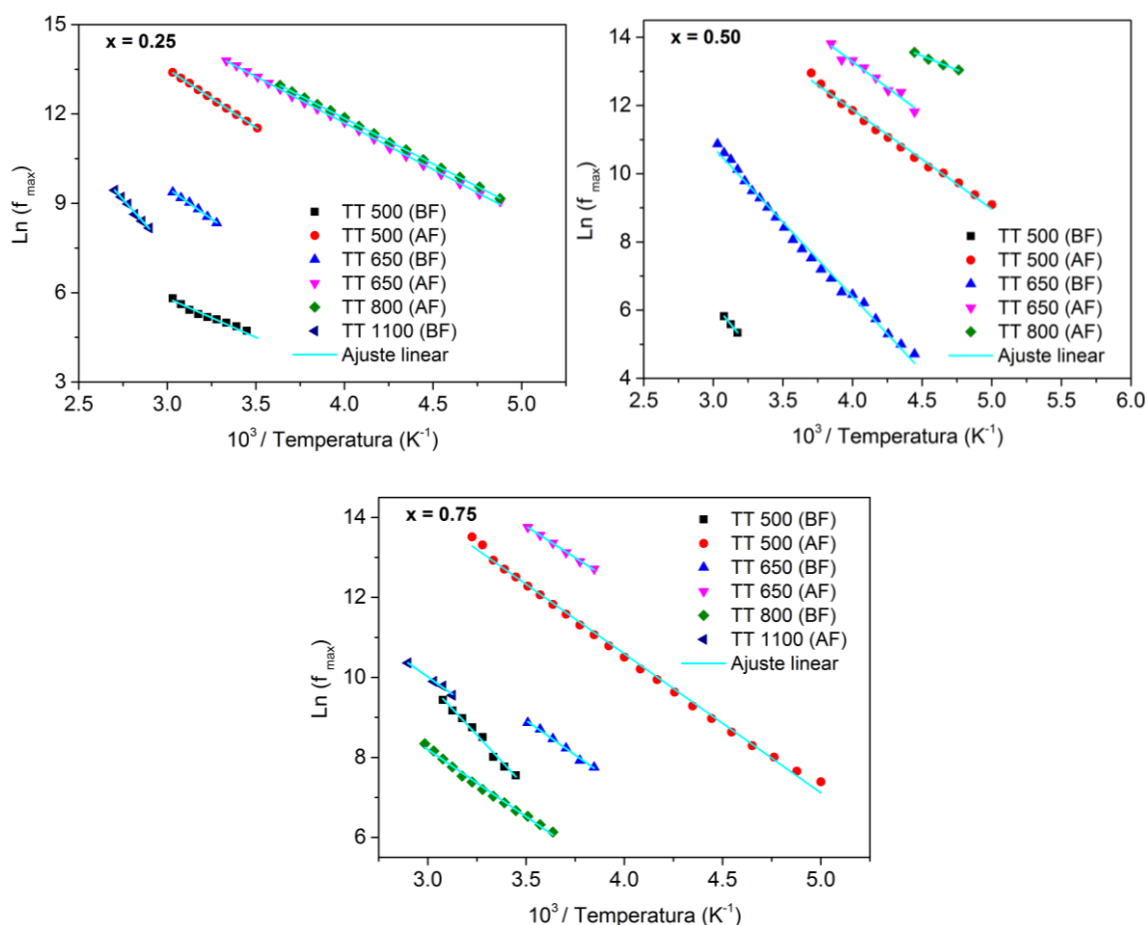 x = 0.25
Ln (f_max)
15
12
9
6
3
TT 500 (BF)
TT 500 (AF)
TT 650 (BF)
TT 650 (AF)
TT 800 (AF)
TT 1100 (BF)
Ajuste linear
2.5 3.0 3.5 4.0 4.5 5.0
10³ / Temperatura (K⁻¹)
x = 0.50
Ln (f_max)
14
12
10
8
6
4
TT 500 (BF)
TT 500 (AF)
TT 650 (BF)
TT 650 (AF)
TT 800 (AF)
Ajuste linear
2.5 3.0 3.5 4.0 4.5 5.0 5.5 6.0
10³ / Temperatura (K⁻¹)
x = 0.75
Ln (f_max)
14
12
10
8
6
TT 500 (BF)
TT 500 (AF)
TT 650 (BF)
TT 650 (AF)
TT 800 (BF)
TT 1100 (AF)
Ajuste linear
3.0 3.5 4.0 4.5 5.0
10³ / Temperatura (K⁻¹)